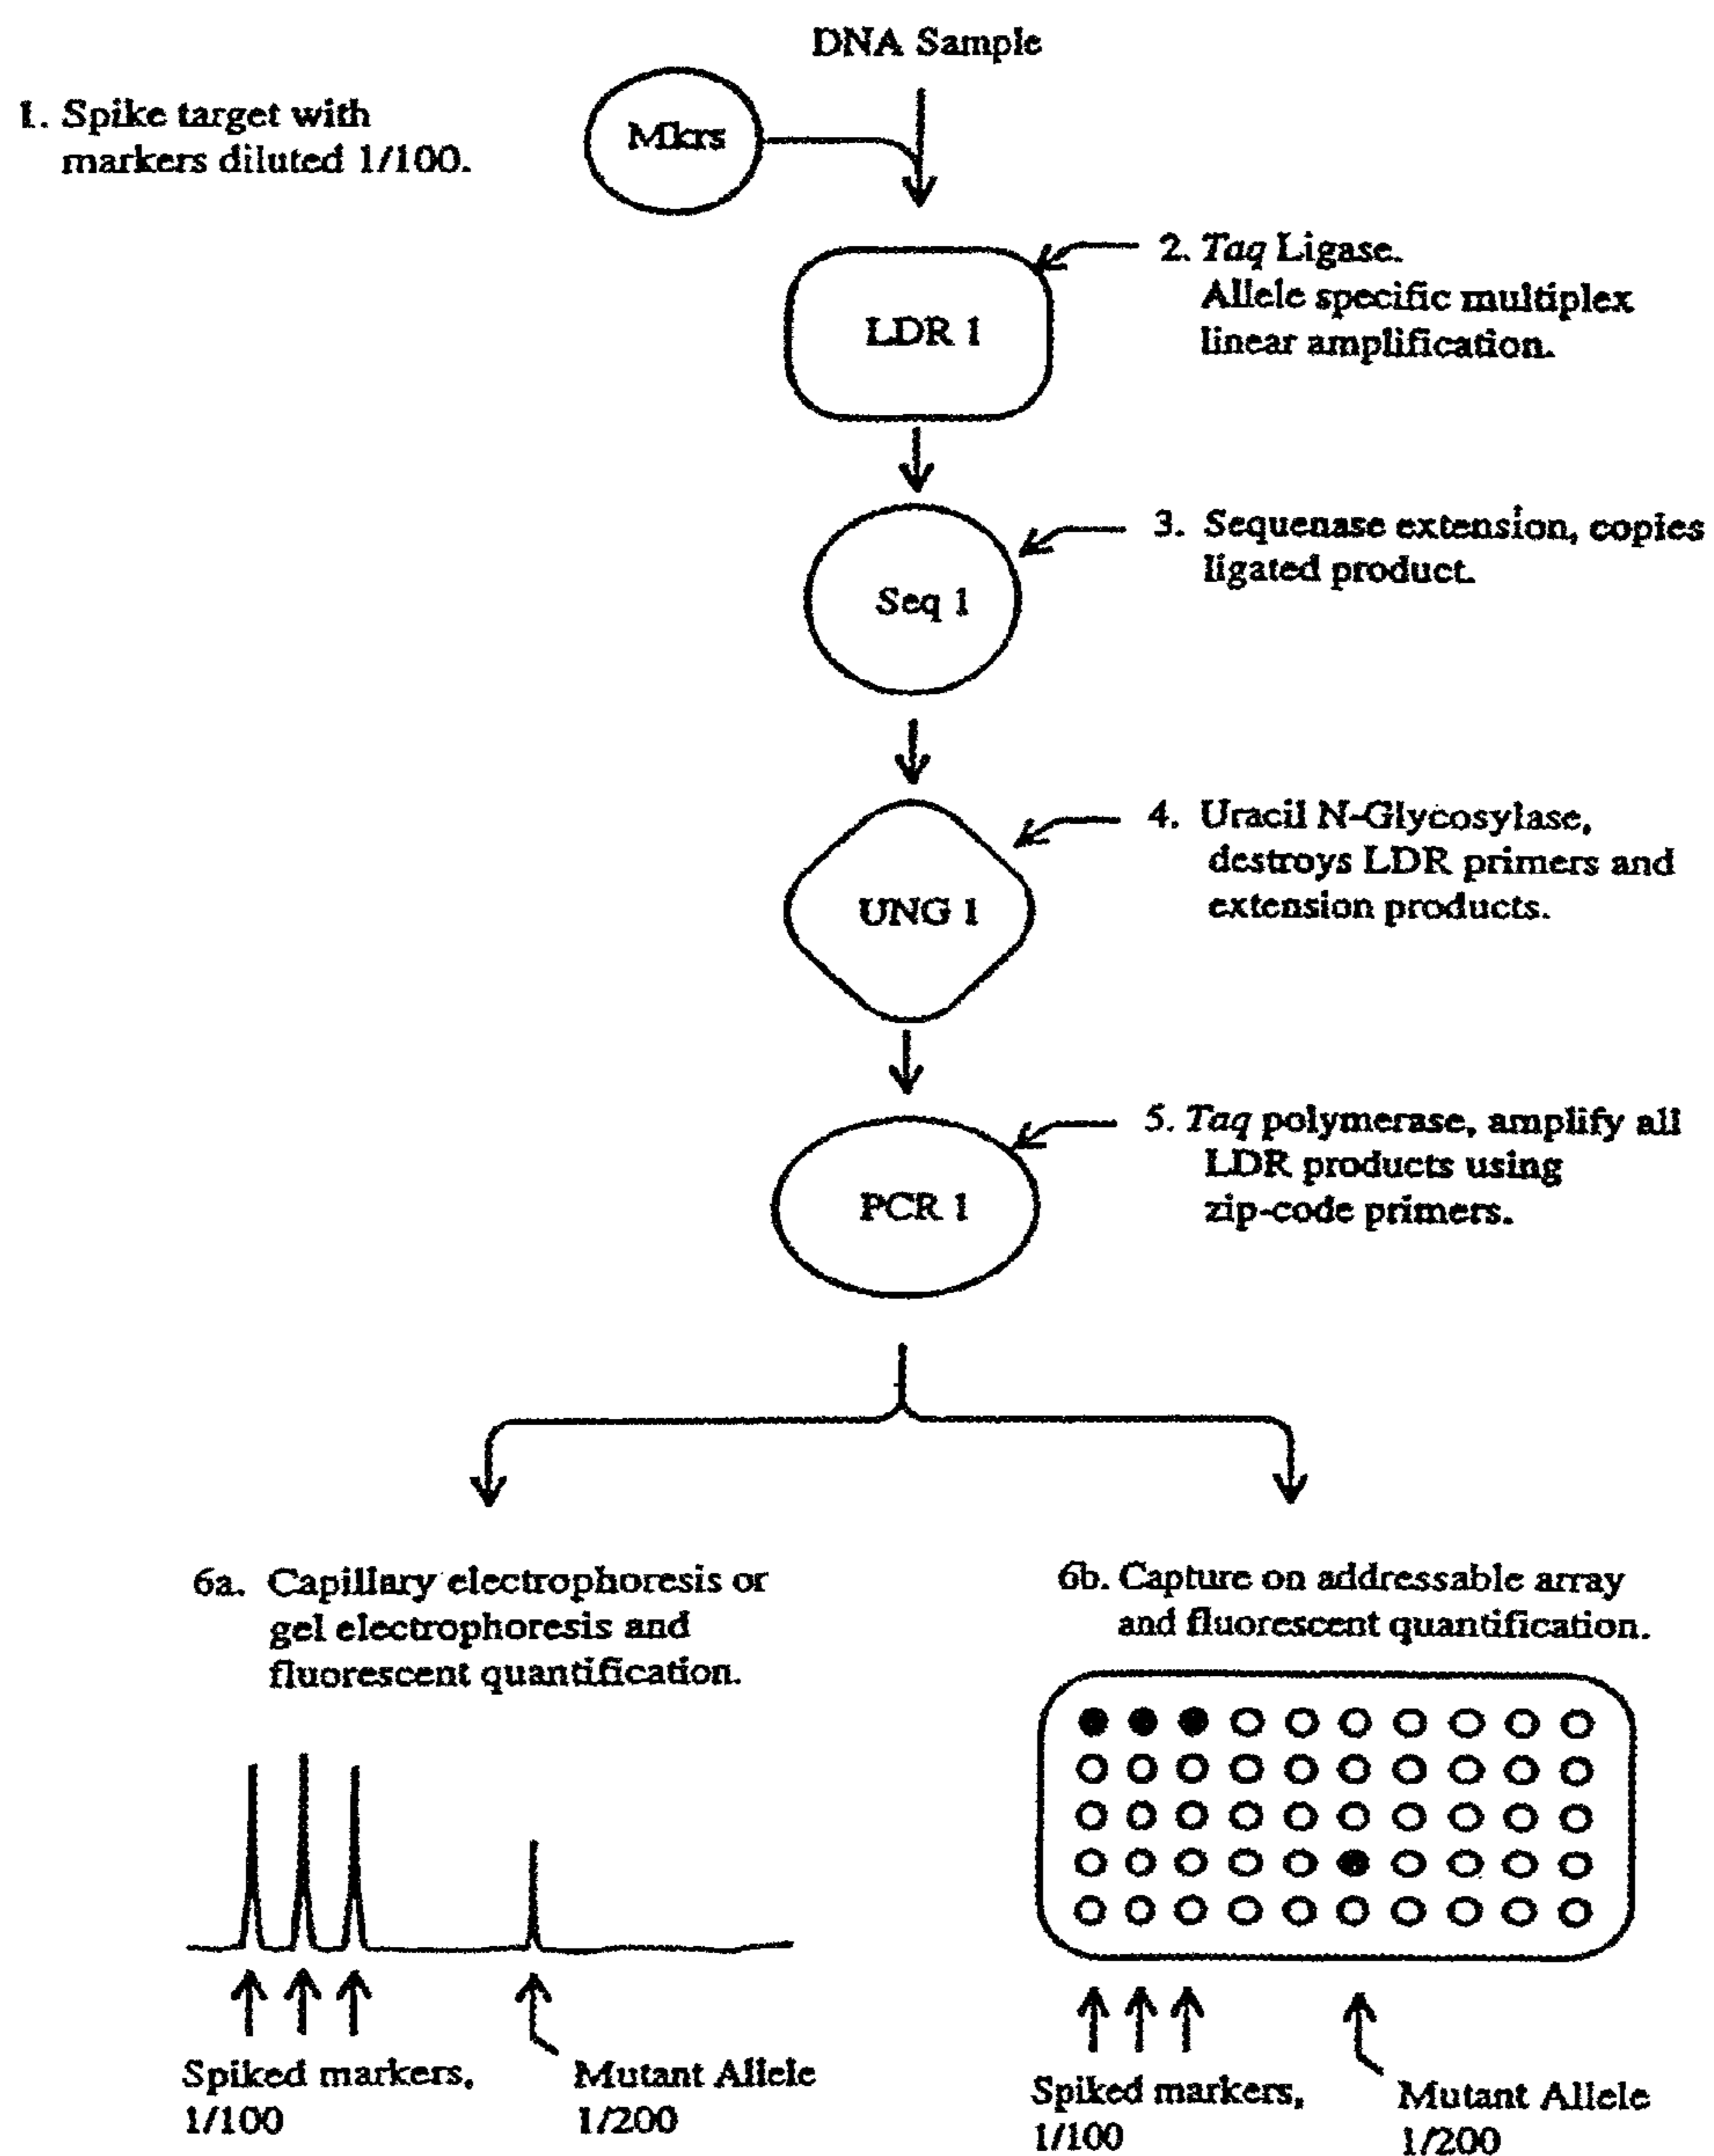 DNA Sample
1. Spike target with
markers diluted 1/100.
Mkrs
2. Taq Ligase.
Allele specific multiplex
linear amplification.
LDR 1
3. Sequenase extension, copies
ligated product.
Seq 1
4. Uracil N-Glycosylase,
destroys LDR primers and
extension products.
UNG 1
5. Taq polymerase, amplify all
LDR products using
zip-code primers.
PCR 1
6a. Capillary electrophoresis or
gel electrophoresis and
fluorescent quantification.
6b. Capture on addressable array
and fluorescent quantification.
Spiked markers,
1/100
Mutant Allele
1/200
Spiked markers,
1/100
Mutant Allele
1/200